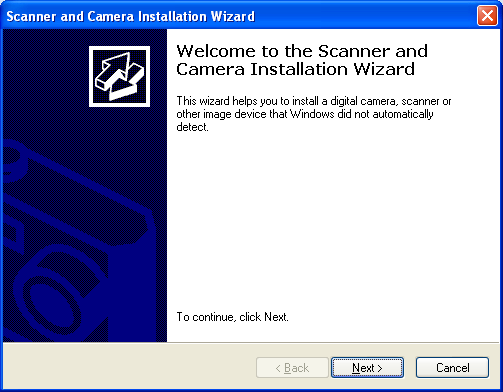 Scanner and Camera Installation Wizard
Welcome to the Scanner and
Camera Installation Wizard
This wizard helps you to install a digital camera, scanner or
other image device that Windows did not automatically
detect.
To continue, click Next.
< Back Next > Cancel